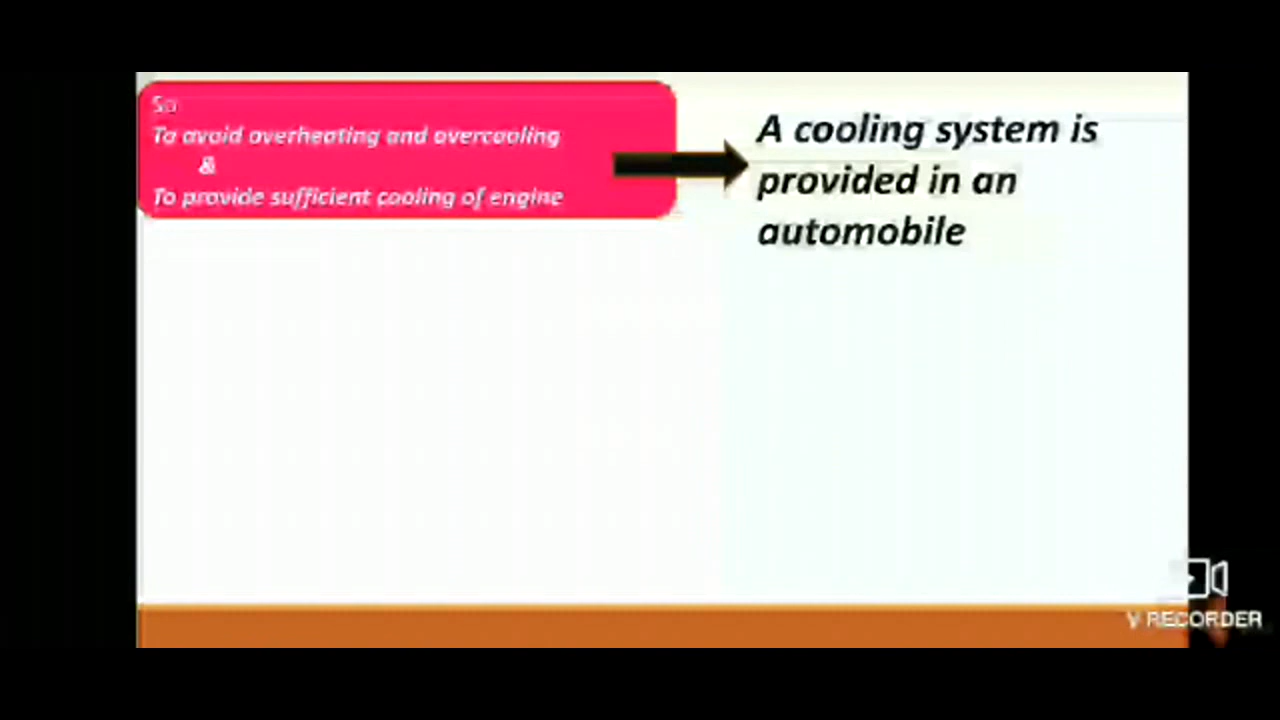 So
To avoid overheating and overcooling
&
To provide sufficient cooling of engine
A cooling system is
provided in an
automobile
V RECORDER